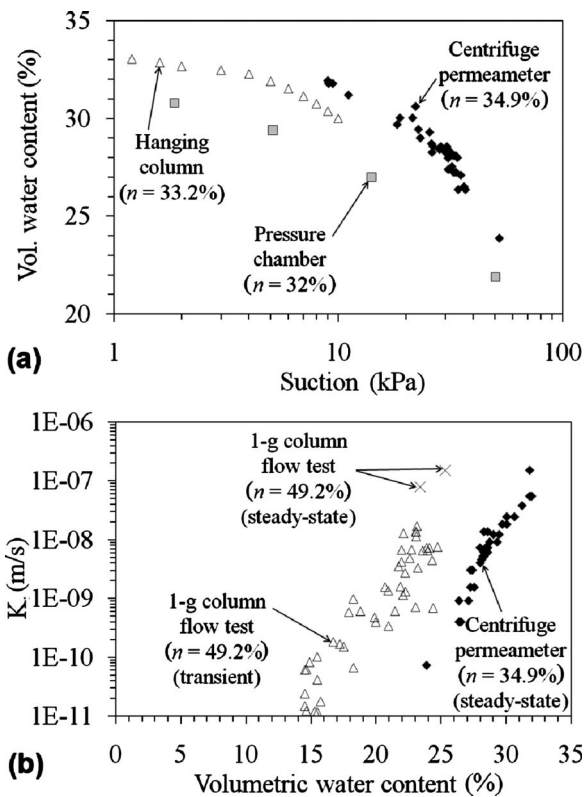 35
30
25
20
Vol. water content (%)
Centrifuge
permeameter
(n = 34.9%)
Hanging
column
(n = 33.2%)
Pressure
chamber
(n = 32%)
1
10
100
Suction (kPa)
(a)
1E-06
1E-07
1E-08
1E-09
1E-10
1E-11
K (m/s)
1-g column
flow test
(n = 49.2%)
(steady-state)
1-g column
flow test
(n = 49.2%)
(transient)
Centrifuge
permeameter
(n = 34.9%)
(steady-state)
0 5 10 15 20 25 30 35
Volumetric water content (%)
(b)